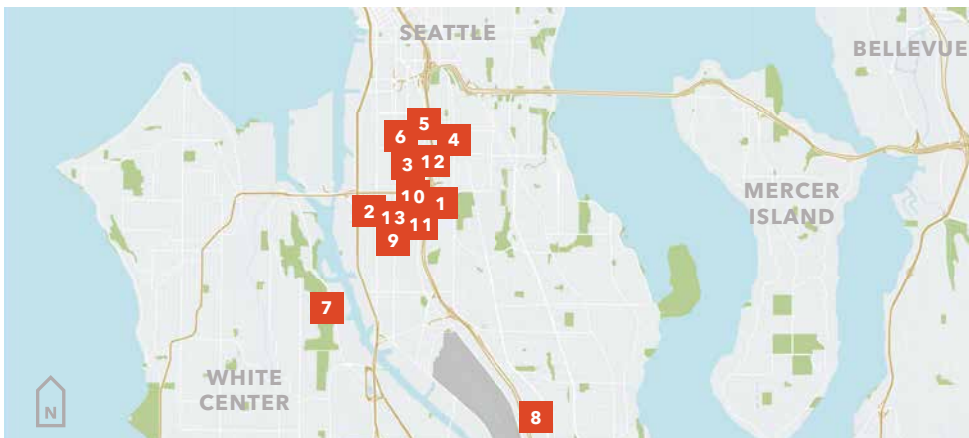 SEATTLE
BELLEVUE
5
6
4
3
12
MERCER
ISLAND
10
1
2
13
11
9
7
WHITE
CENTER
N
8